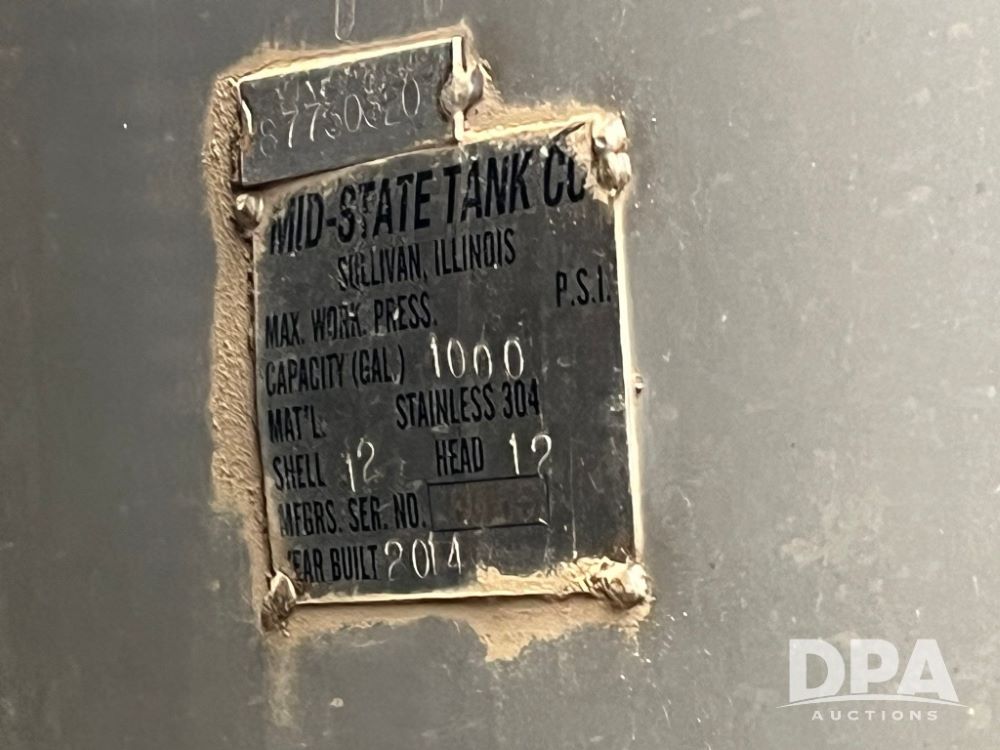 87730320
MID-STATE TANK CO
SULLIVAN, ILLINOIS
MAX. WORK. PRESS. P.S.I.
CAPACITY (GAL.) 1000
MAT'L. STAINLESS 304
SHELL 12 HEAD 12
MFGRS. SER. NO.
YEAR BUILT 2014
DPA
AUCTIONS